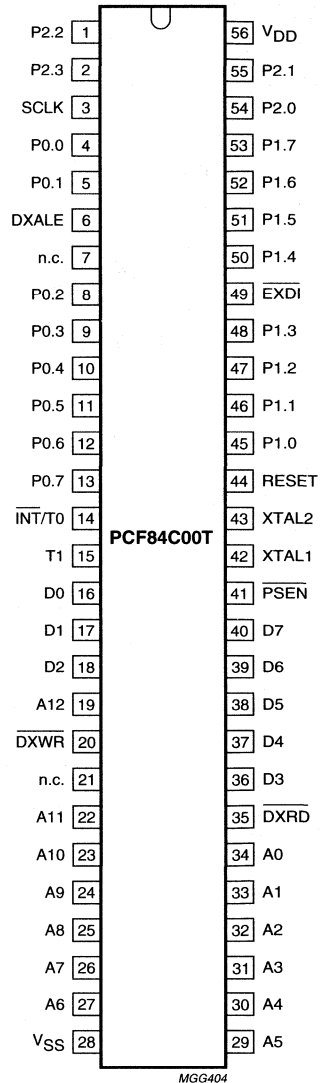 P2.2 1 56 VDD
P2.3 2 55 P2.1
SCLK 3 54 P2.0
P0.0 4 53 P1.7
P0.1 5 52 P1.6
DXALE 6 51 P1.5
n.c. 7 50 P1.4
P0.2 8 49 E̅X̅D̅I̅
P0.3 9 48 P1.3
P0.4 10 47 P1.2
P0.5 11 46 P1.1
P0.6 12 45 P1.0
P0.7 13 44 RESET
I̅N̅T̅/T0 14 43 XTAL2
PCF84C00T
T1 15 42 XTAL1
D0 16 41 P̅S̅E̅N̅
D1 17 40 D7
D2 18 39 D6
A12 19 38 D5
D̅X̅W̅R̅ 20 37 D4
n.c. 21 36 D3
A11 22 35 D̅X̅R̅D̅
A10 23 34 A0
A9 24 33 A1
A8 25 32 A2
A7 26 31 A3
A6 27 30 A4
VSS 28 29 A5
MGG404